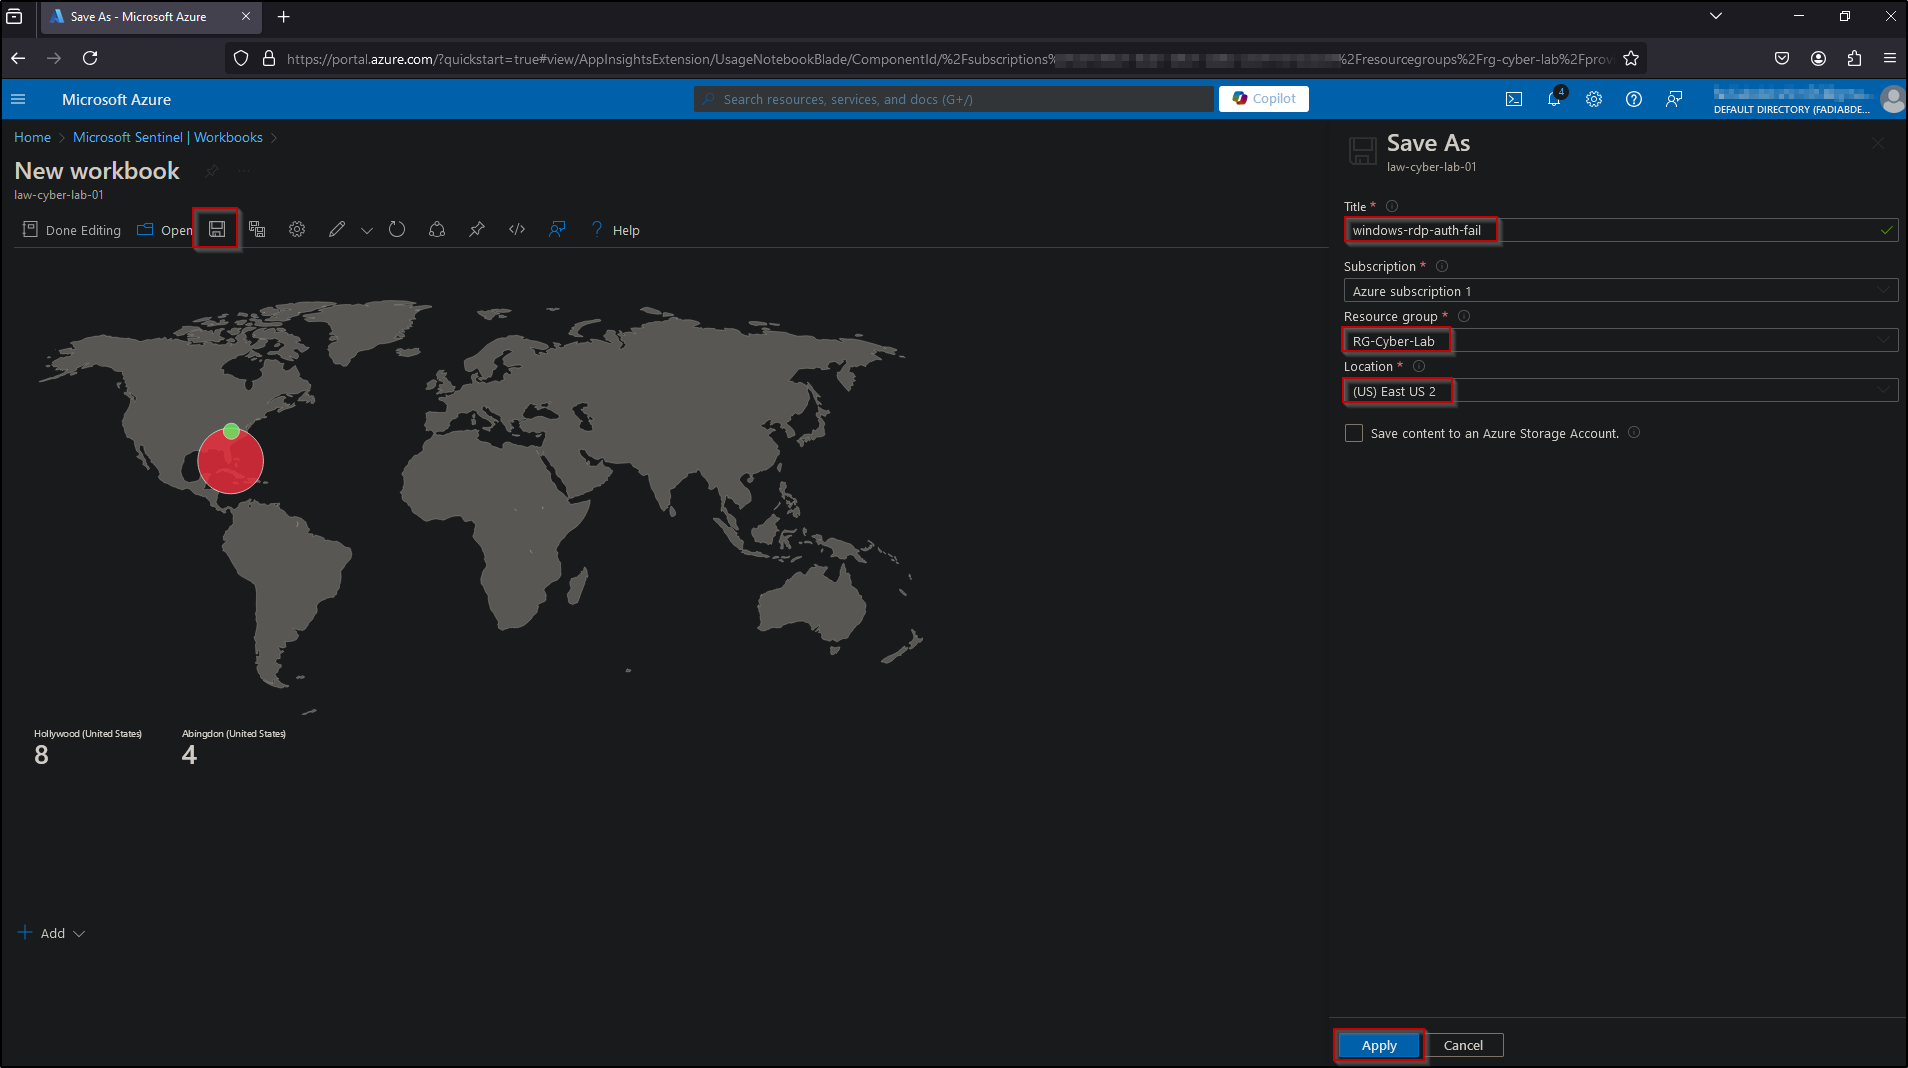 Save As - Microsoft Azure
https://portal.azure.com/?quickstart=true#view/AppInsightsExtension/UsageNotebookBlade/ComponentId/%2Fsubscriptions%
%2Fresourcegroups%2Frg-cyber-lab%2Fprov
Microsoft Azure
Search resources, services, and docs (G+/)
Copilot
4
DEFAULT DIRECTORY (FADIABDE...
Home > Microsoft Sentinel | Workbooks >
New workbook
law-cyber-lab-01
Done Editing
Open
Help
Hollywood (United States)
8
Abingdon (United States)
4
Add
Save As
law-cyber-lab-01
Title *
windows-rdp-auth-fail
Subscription *
Azure subscription 1
Resource group *
RG-Cyber-Lab
Location *
(US) East US 2
Save content to an Azure Storage Account.
Apply
Cancel